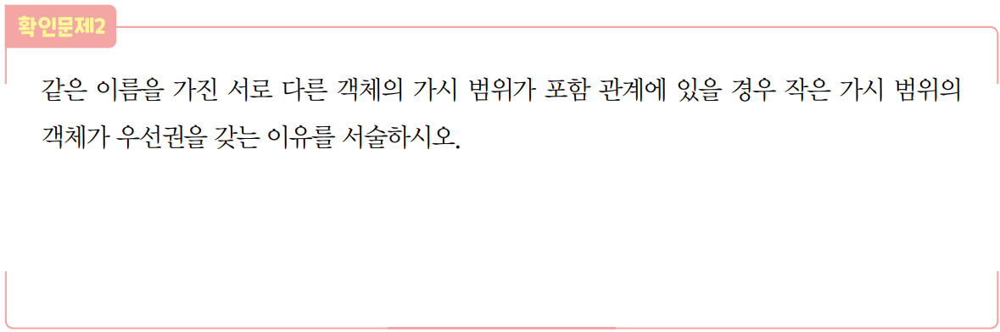 확인문제2
같은 이름을 가진 서로 다른 객체의 가시 범위가 포함 관계에 있을 경우 작은 가시 범위의
객체가 우선권을 갖는 이유를 서술하시오.